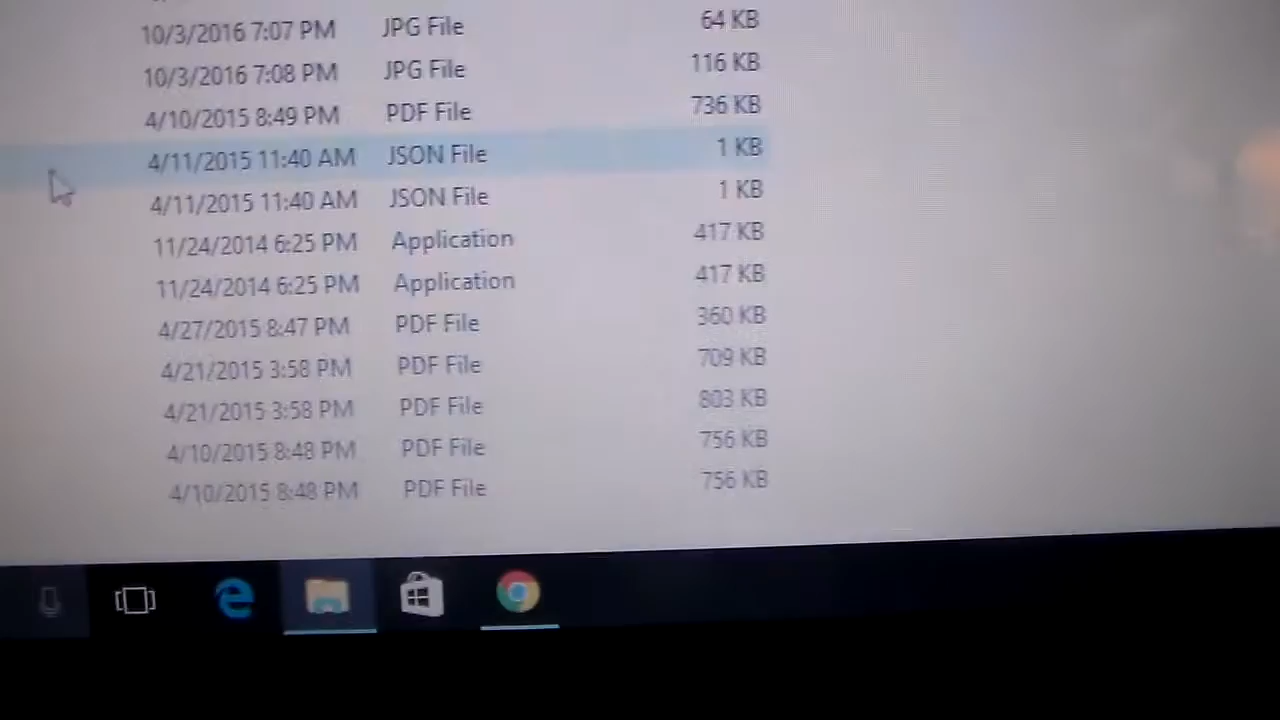 10/3/2016 7:07 PM JPG File 64 KB
10/3/2016 7:08 PM JPG File 116 KB
4/10/2015 8:49 PM PDF File 736 KB
4/11/2015 11:40 AM JSON File 1 KB
4/11/2015 11:40 AM JSON File 1 KB
11/24/2014 6:25 PM Application 417 KB
11/24/2014 6:25 PM Application 417 KB
4/27/2015 8:47 PM PDF File 360 KB
4/21/2015 3:58 PM PDF File 709 KB
4/21/2015 3:58 PM PDF File 803 KB
4/10/2015 8:48 PM PDF File 756 KB
4/10/2015 8:48 PM PDF File 756 KB